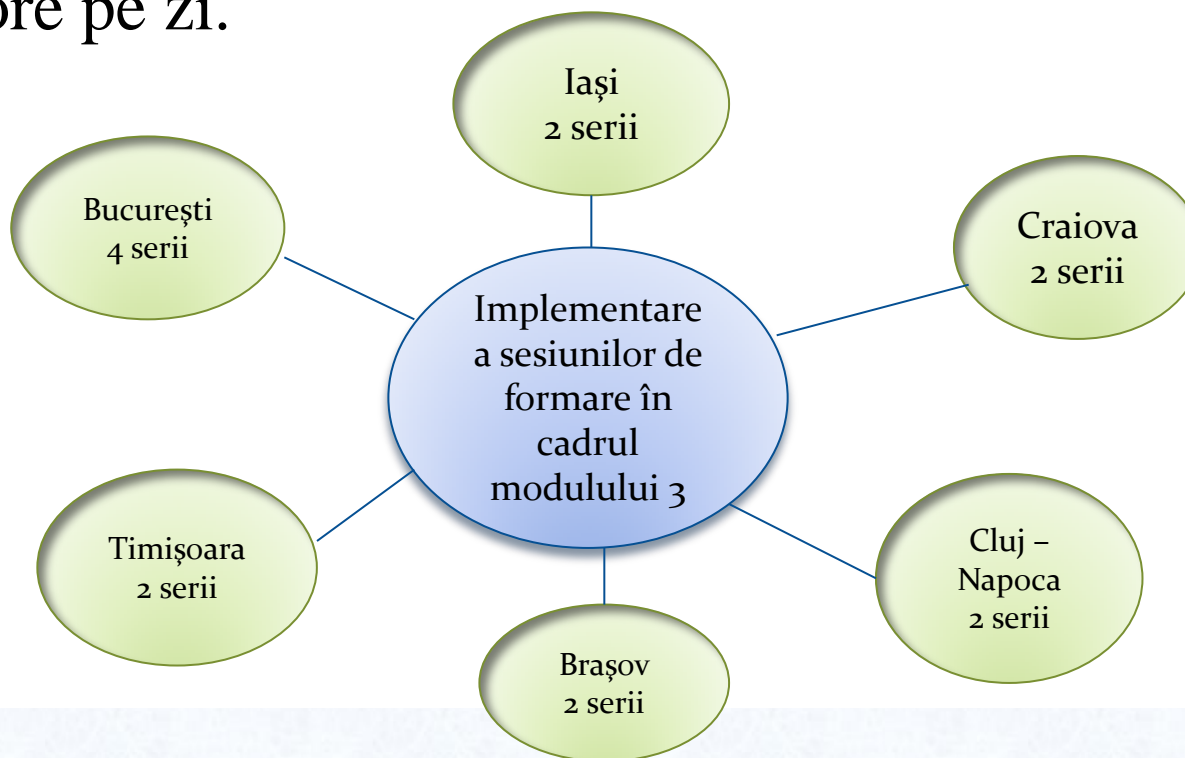 ore pe zi.
Iași
2 serii
București
4 serii
Craiova
2 serii
Implementare
a sesiunilor de
formare în
cadrul
modulului 3
Timișoara
2 serii
Cluj –
Napoca
2 serii
Brașov
2 serii